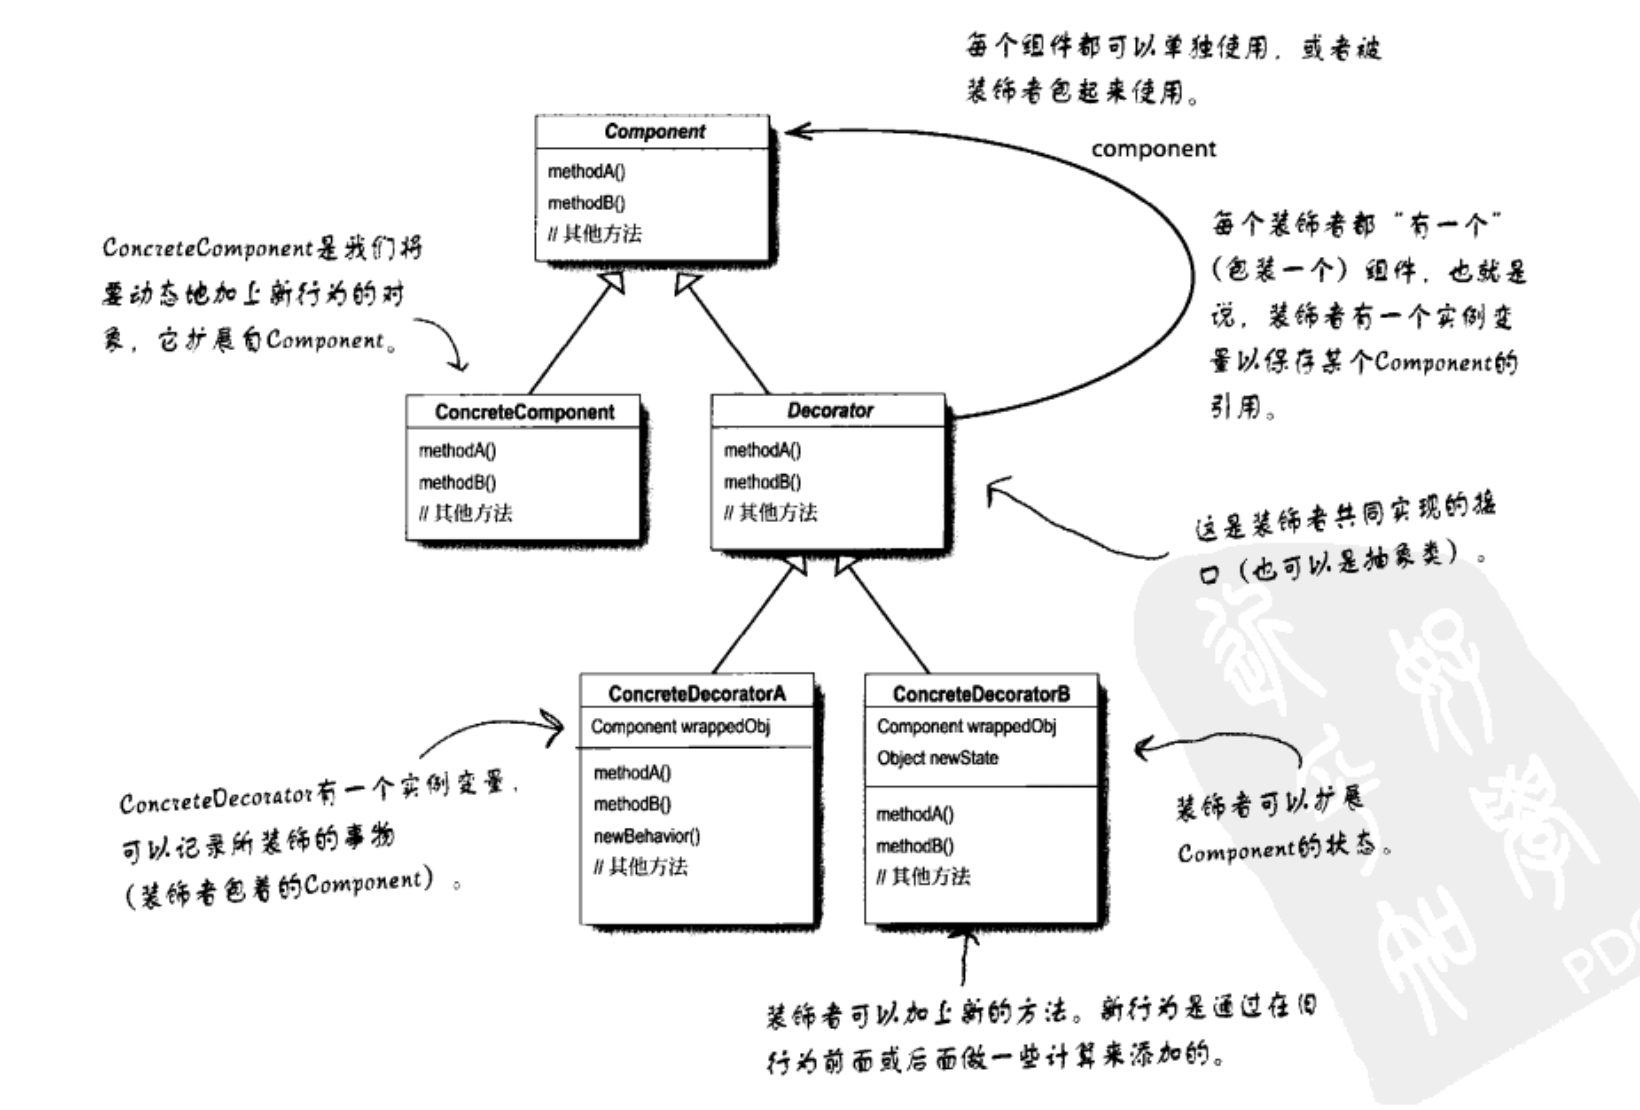 每个组件都可以单独使用，或者被
装饰者包起来使用。
Component
methodA()
methodB()
// 其他方法
component
ConcreteComponent是我们将
要动态地加上新行为的对
象，它扩展自Component。
每个装饰者都“有一个”
（包装一个）组件，也就是
说，装饰者有一个实例变
量以保存某个Component的
引用。
ConcreteComponent
methodA()
methodB()
// 其他方法
Decorator
methodA()
methodB()
// 其他方法
这是装饰者共同实现的接
口（也可以是抽象类）。
ConcreteDecoratorA
Component wrappedObj
methodA()
methodB()
newBehavior()
// 其他方法
ConcreteDecoratorB
Component wrappedObj
Object newState
methodA()
methodB()
// 其他方法
ConcreteDecorator有一个实例变量，
可以记录所装饰的事物
（装饰者包着的Component）。
装饰者可以扩展
Component的状态。
装饰者可以加上新的方法。新行为是通过在旧
行为前面或后面做一些计算来添加的。